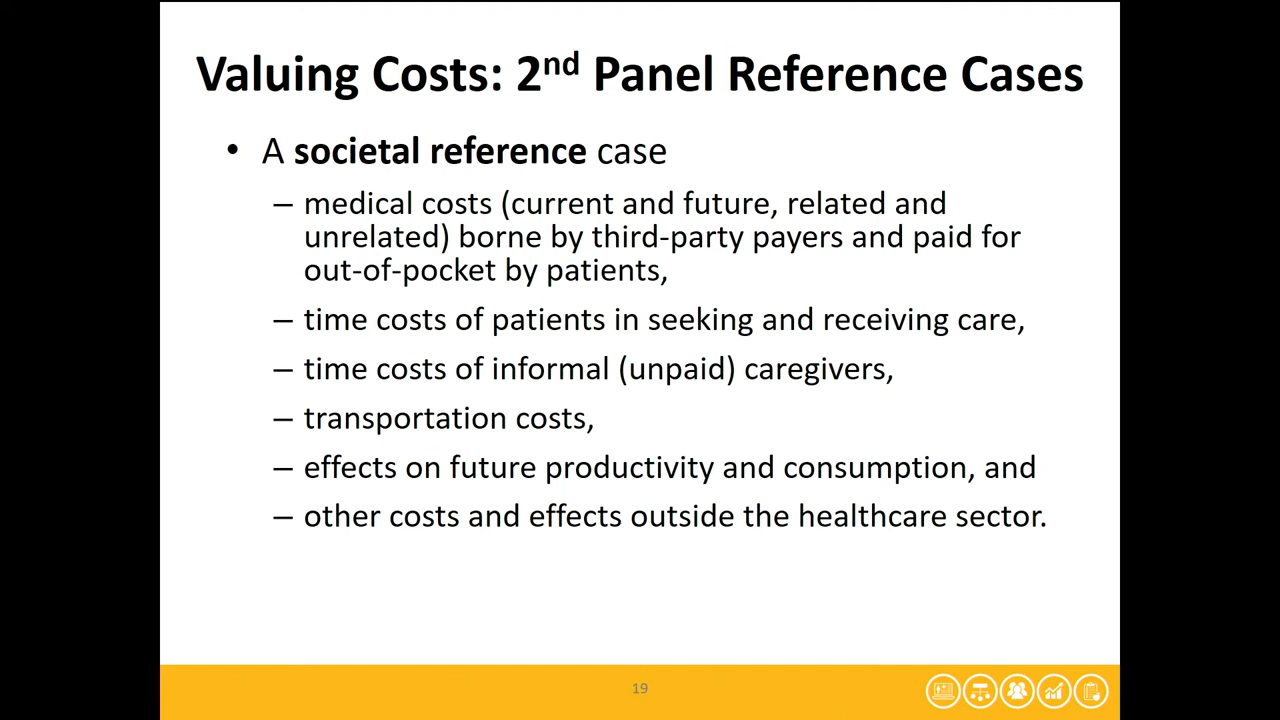 Valuing Costs: 2nd Panel Reference Cases
• A societal reference case
– medical costs (current and future, related and
unrelated) borne by third-party payers and paid for
out-of-pocket by patients,
– time costs of patients in seeking and receiving care,
– time costs of informal (unpaid) caregivers,
– transportation costs,
– effects on future productivity and consumption, and
– other costs and effects outside the healthcare sector.
19